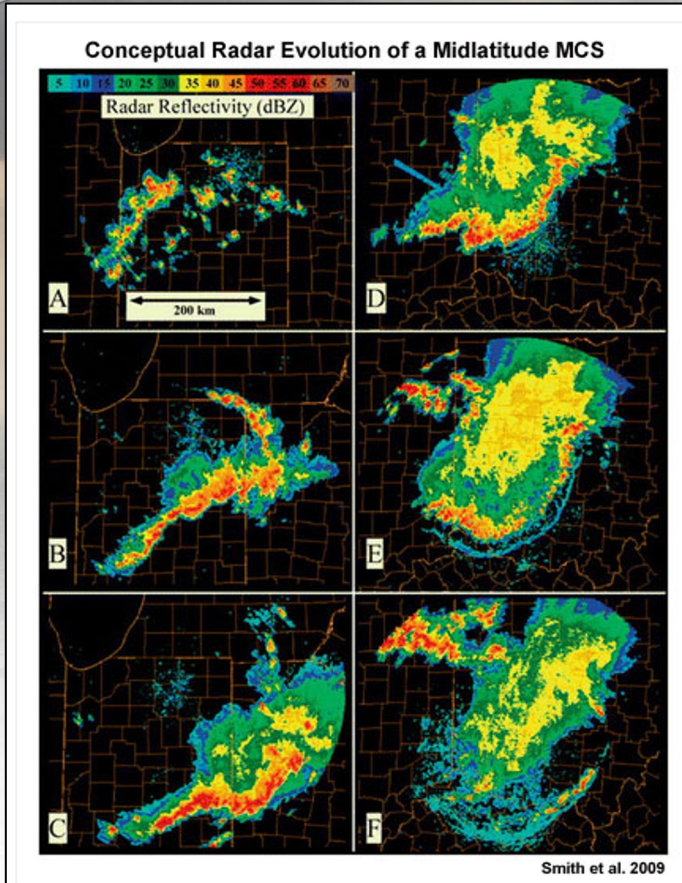 Conceptual Radar Evolution of a Midlatitude MCS
5 10 15 20 25 30 35 40 45 50 55 60 65 70
Radar Reflectivity (dBZ)
A
200 km
D
B
E
C
F
Smith et al. 2009